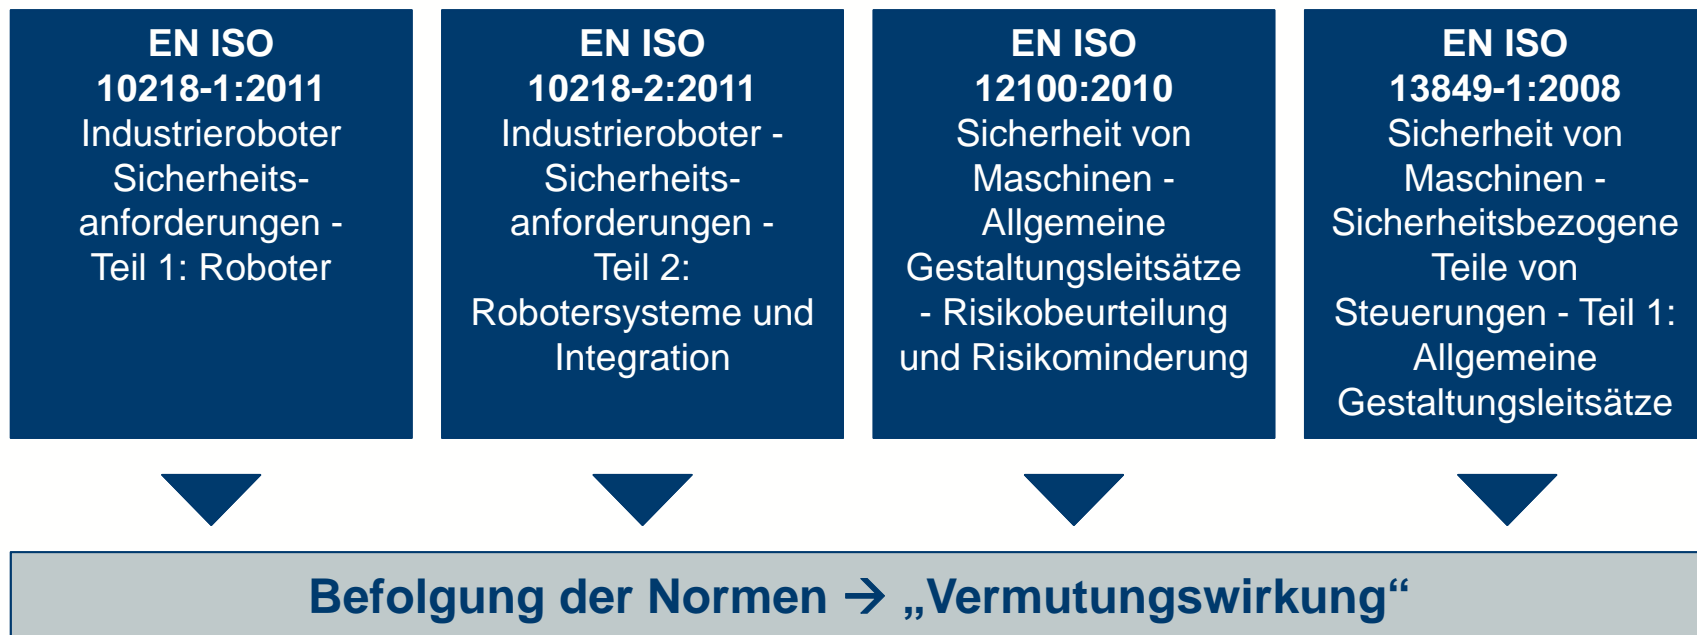 EN ISO
10218-1:2011
Industrieroboter
Sicherheits-
anforderungen -
Teil 1: Roboter
EN ISO
10218-2:2011
Industrieroboter -
Sicherheits-
anforderungen -
Teil 2:
Robotersysteme und
Integration
EN ISO
12100:2010
Sicherheit von
Maschinen -
Allgemeine
Gestaltungsleitsätze
- Risikobeurteilung
und Risikominderung
EN ISO
13849-1:2008
Sicherheit von
Maschinen -
Sicherheitsbezogene
Teile von
Steuerungen - Teil 1:
Allgemeine
Gestaltungsleitsätze
Befolgung der Normen → „Vermutungswirkung“